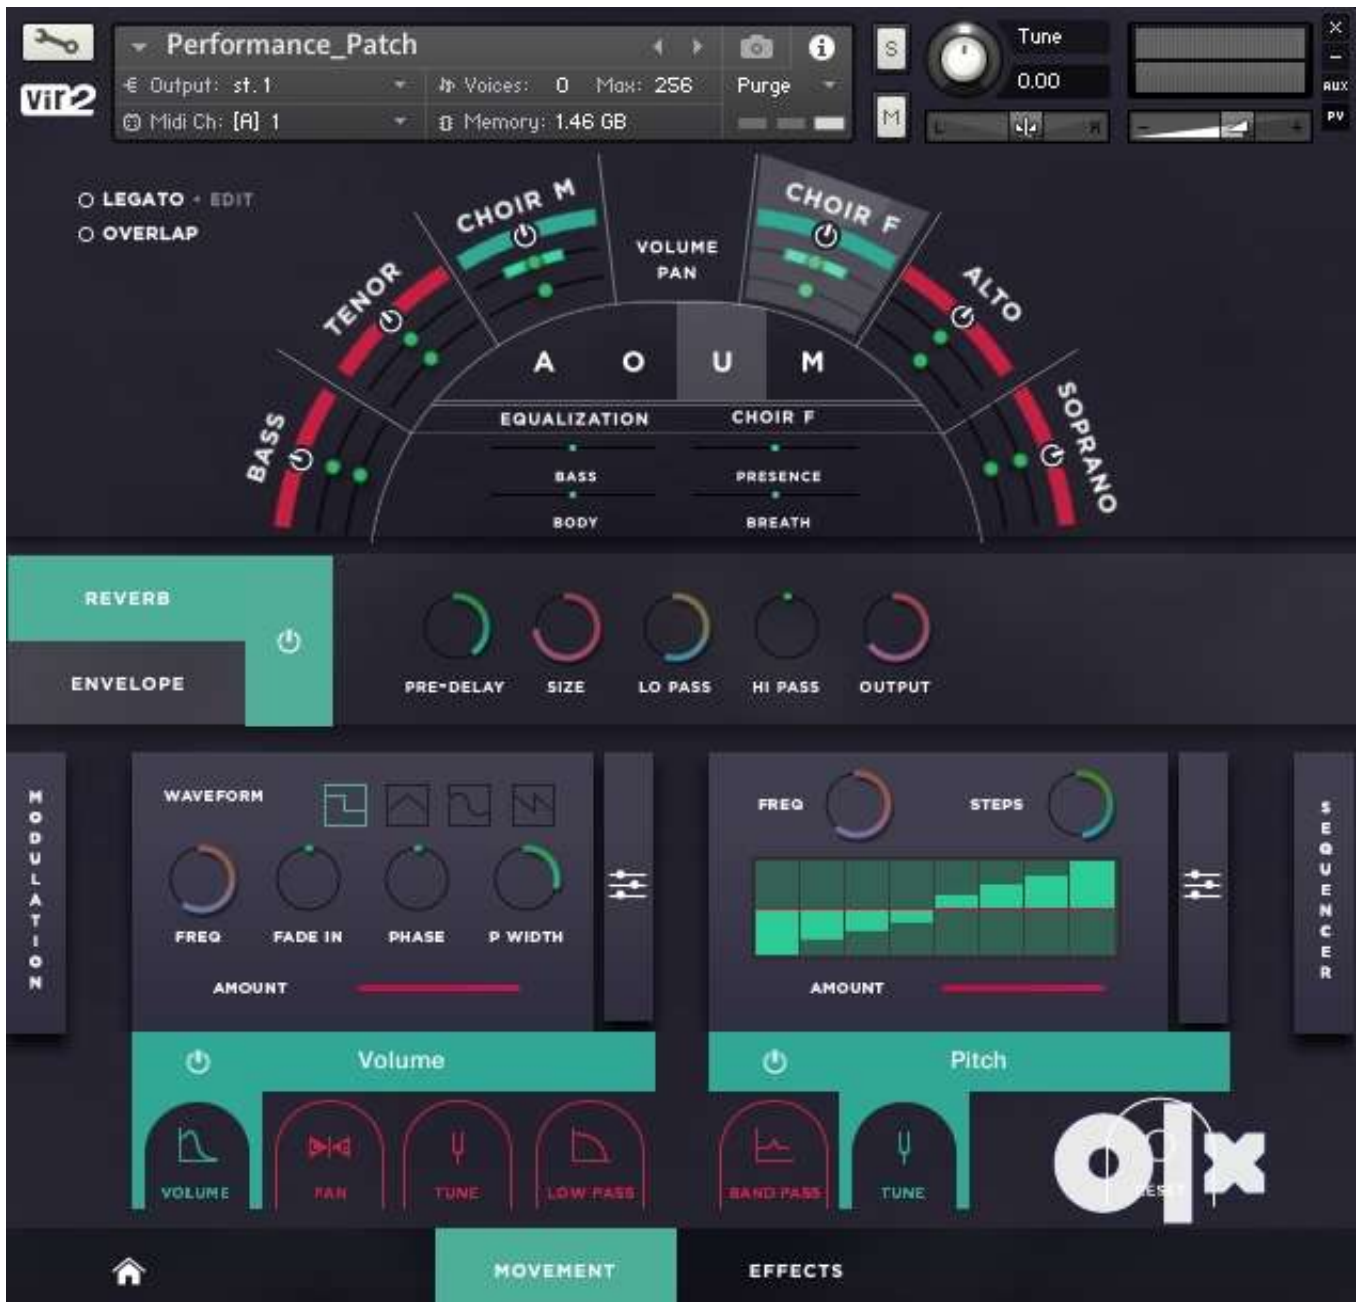 Performance_Patch
S
Tune
0.00
X
-
AUX
PV
Vir2
Output: st.1
Voices: 0 Max: 256
Purge
Midi Ch: [A] 1
Memory: 1.46 GB
M
L
R
- +
LEGATO • EDIT
OVERLAP
CHOIR M
VOLUME
PAN
CHOIR F
TENOR
ALTO
BASS
SOPRANO
A O U M
EQUALIZATION
CHOIR F
BASS
PRESENCE
BODY
BREATH
REVERB
ENVELOPE
PRE-DELAY
SIZE
LO PASS
HI PASS
OUTPUT
MODULATION
WAVEFORM
FREQ
FADE IN
PHASE
P WIDTH
AMOUNT
Volume
FREQ
STEPS
AMOUNT
Pitch
SEQUENCER
VOLUME
PAN
TUNE
LOW PASS
BAND PASS
TUNE
RESET
olx
MOVEMENT
EFFECTS